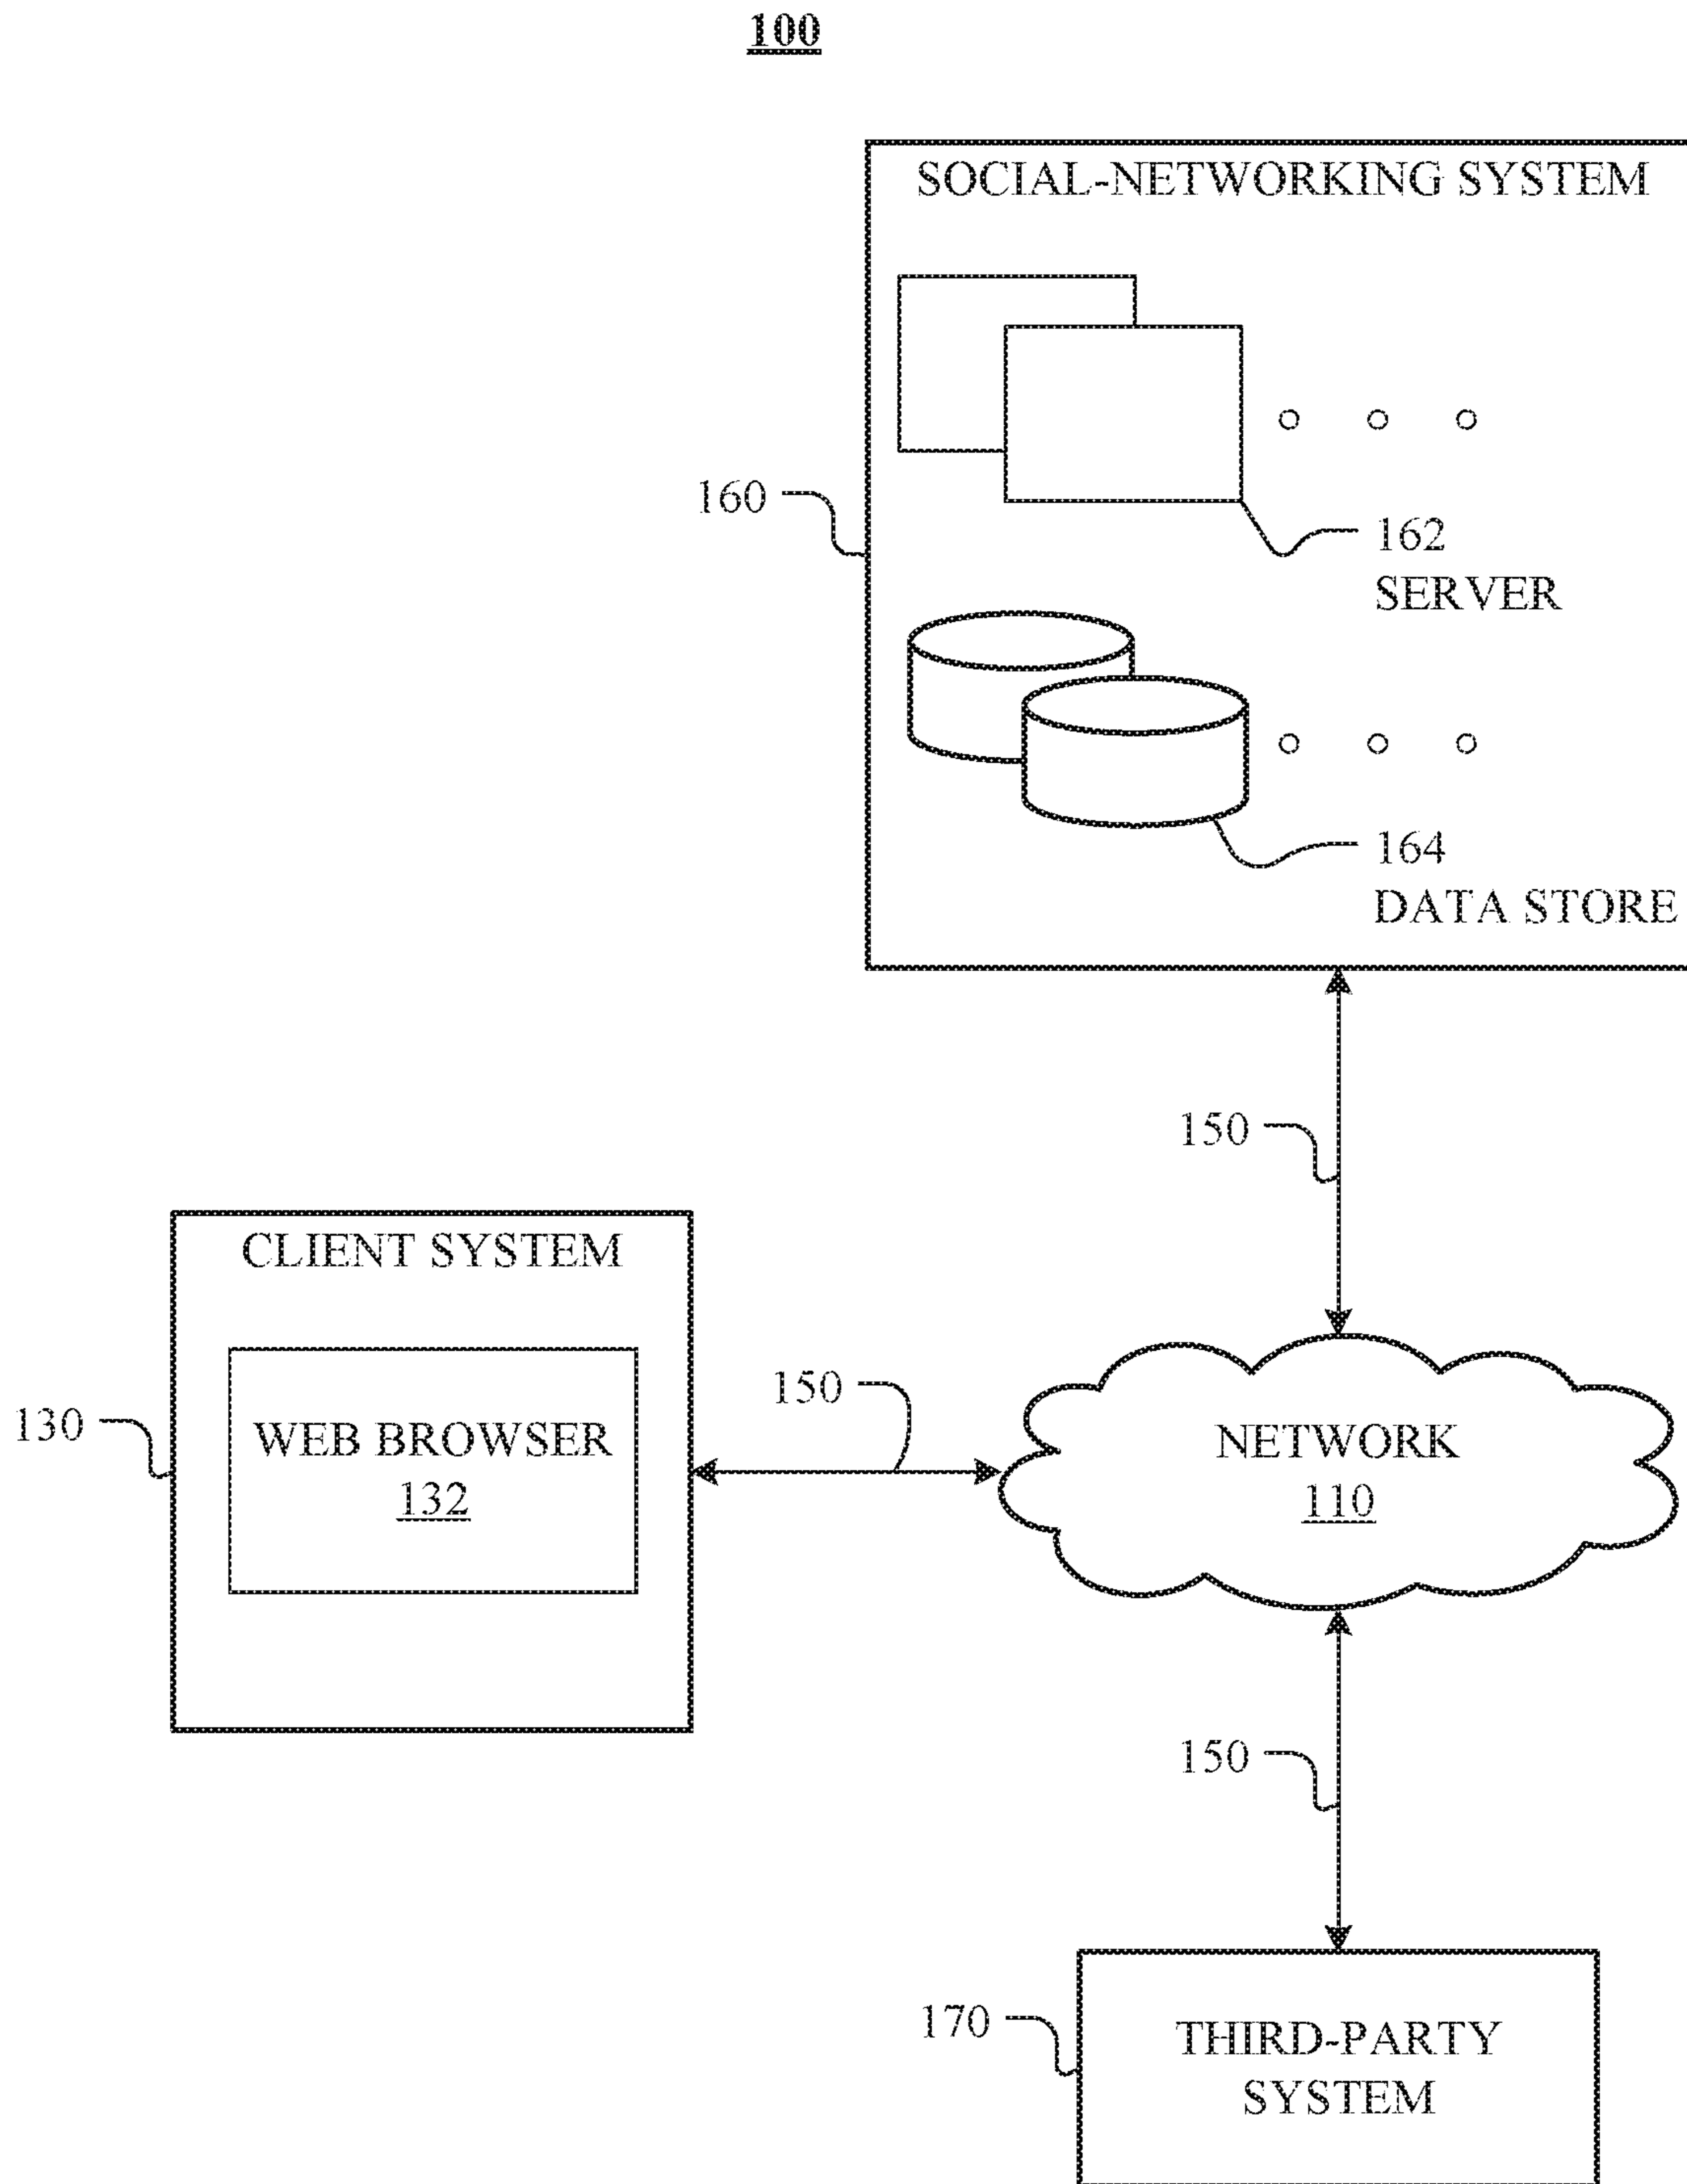 100
SOCIAL-NETWORKING SYSTEM
160
162
SERVER
164
DATA STORE
150
CLIENT SYSTEM
130
WEB BROWSER
132
150
NETWORK
110
150
170
THIRD-PARTY
SYSTEM